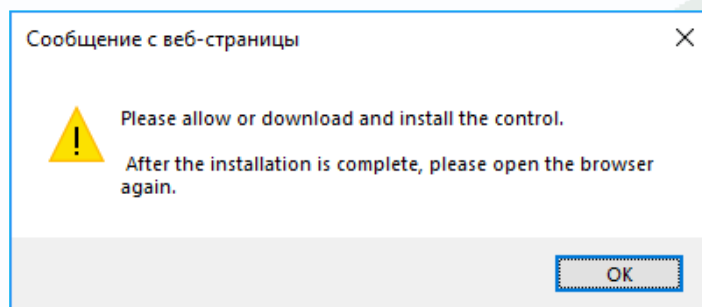 Сообщение с веб-страницы
Please allow or download and install the control.
After the installation is complete, please open the browser
again.
OK